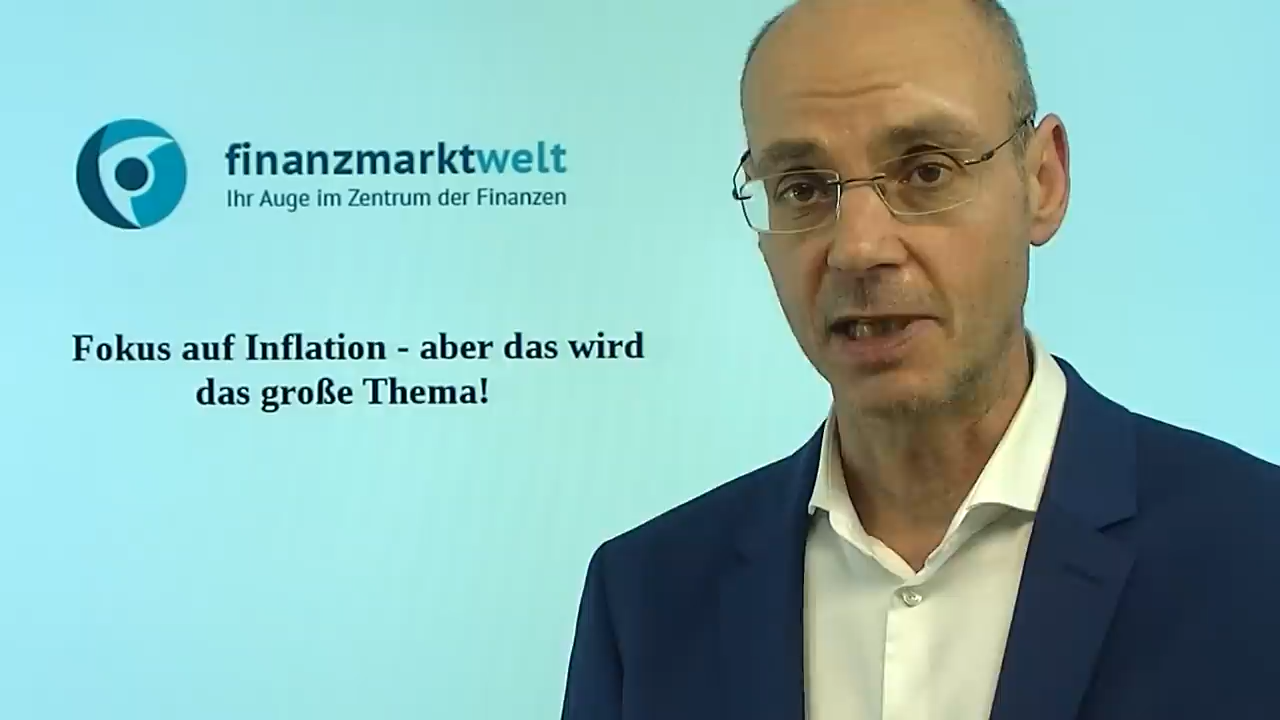 finanzmarktwelt
Ihr Auge im Zentrum der Finanzen
Fokus auf Inflation - aber das wird
das große Thema!